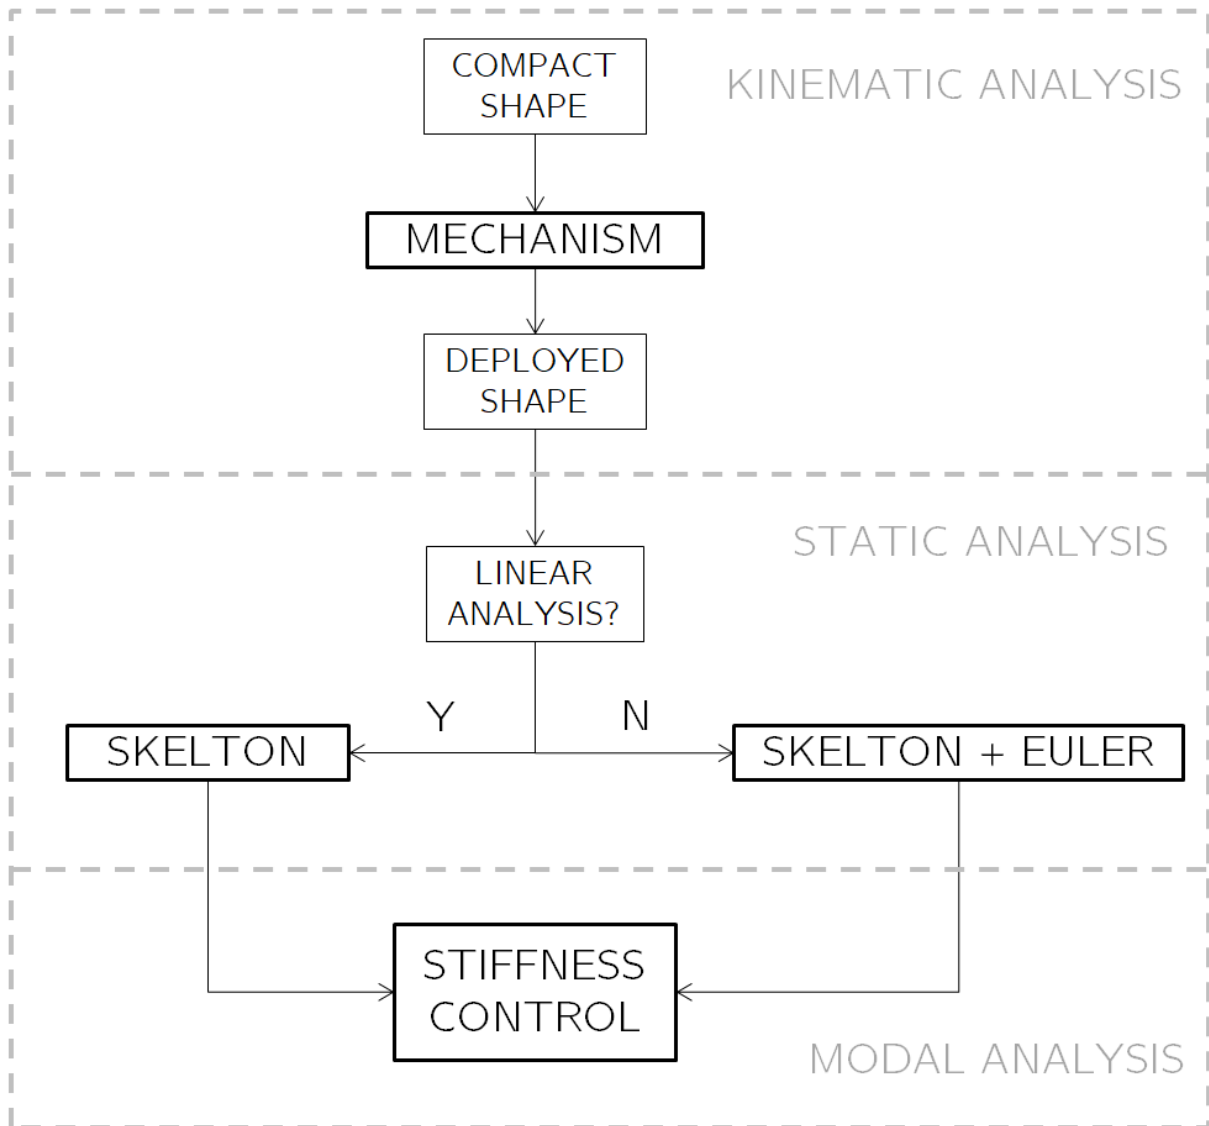 COMPACT
SHAPE
KINEMATIC ANALYSIS
MECHANISM
DEPLOYED
SHAPE
STATIC ANALYSIS
LINEAR
ANALYSIS?
Y
N
SKELTON
SKELTON + EULER
STIFFNESS
CONTROL
MODAL ANALYSIS